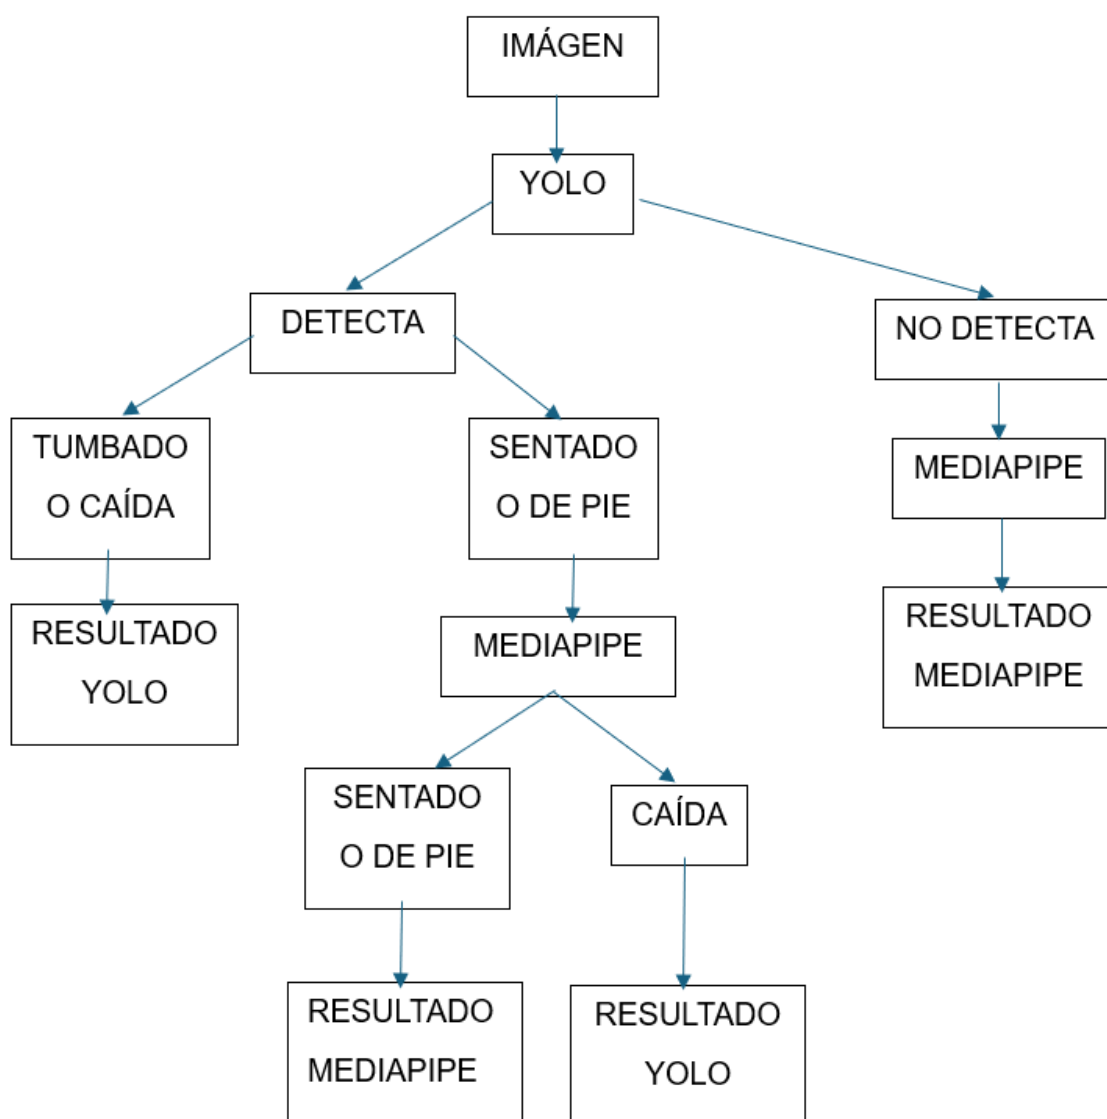 IMÁGEN
YOLO
DETECTA
NO DETECTA
TUMBADO
O CAÍDA
SENTADO
O DE PIE
MEDIAPIPE
RESULTADO
YOLO
MEDIAPIPE
RESULTADO
MEDIAPIPE
SENTADO
O DE PIE
CAÍDA
RESULTADO
MEDIAPIPE
RESULTADO
YOLO